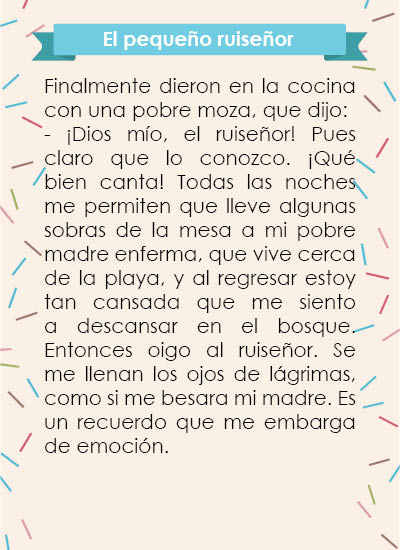 El pequeño ruiseñor
Finalmente dieron en la cocina
con una pobre moza, que dijo:
- ¡Dios mío, el ruiseñor! Pues
claro que lo conozco. ¡Qué
bien canta! Todas las noches
me permiten que lleve algunas
sobras de la mesa a mi pobre
madre enferma, que vive cerca
de la playa, y al regresar estoy
tan cansada que me siento
a descansar en el bosque.
Entonces oigo al ruiseñor. Se
me llenan los ojos de lágrimas,
como si me besara mi madre. Es
un recuerdo que me embarga
de emoción.